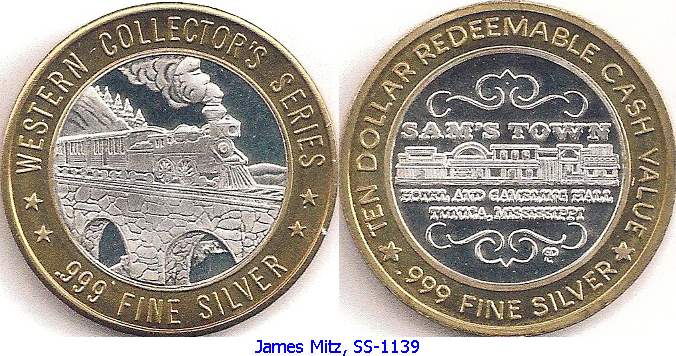 WESTERN COLLECTOR'S SERIES
.999 FINE SILVER
TEN DOLLAR REDEEMABLE CASH VALUE
SAM'S TOWN
HOTEL AND GAMBLING HALL
TUNICA, MISSISSIPPI
.999 FINE SILVER
James Mitz, SS-1139